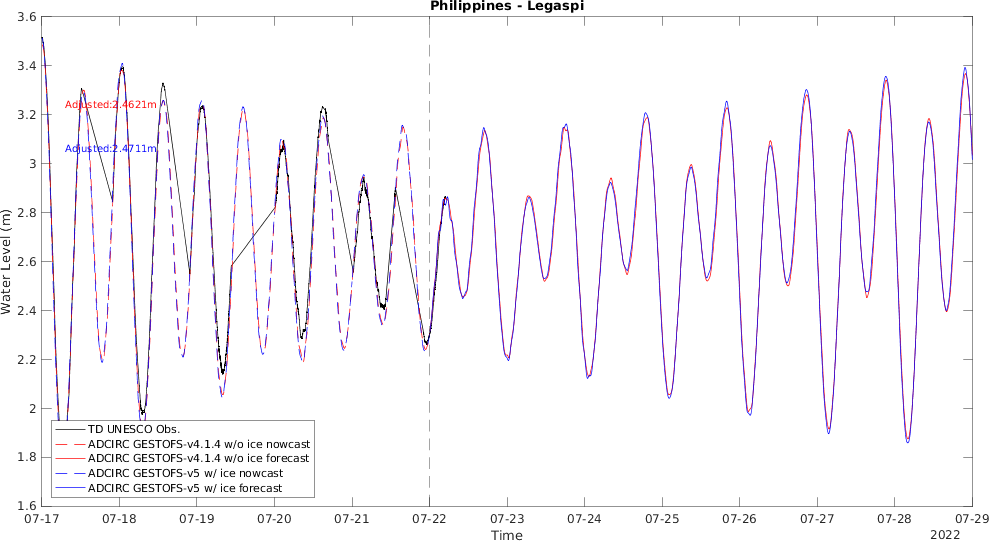 Philippines - Legaspi
3.6
3.4
3.2
3
2.8
2.6
2.4
2.2
2
1.8
1.6
Water Level (m)
Adjusted:2.4621m
Adjusted:2.4711m
TD UNESCO Obs.
ADCIRC GESTOFS-v4.1.4 w/o ice nowcast
ADCIRC GESTOFS-v4.1.4 w/o ice forecast
ADCIRC GESTOFS-v5 w/ ice nowcast
ADCIRC GESTOFS-v5 w/ ice forecast
07-17 07-18 07-19 07-20 07-21 07-22 07-23 07-24 07-25 07-26 07-27 07-28 07-29
Time
2022